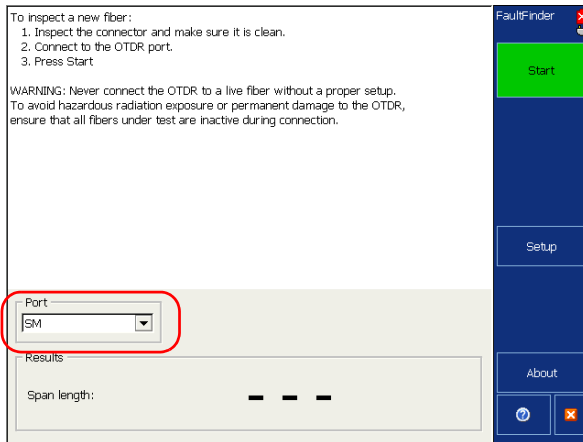 To inspect a new fiber:
1. Inspect the connector and make sure it is clean.
2. Connect to the OTDR port.
3. Press Start
WARNING: Never connect the OTDR to a live fiber without a proper setup.
To avoid hazardous radiation exposure or permanent damage to the OTDR,
ensure that all fibers under test are inactive during connection.
Port
SM
Results
Span length: - - -
FaultFinder
Start
Setup
About